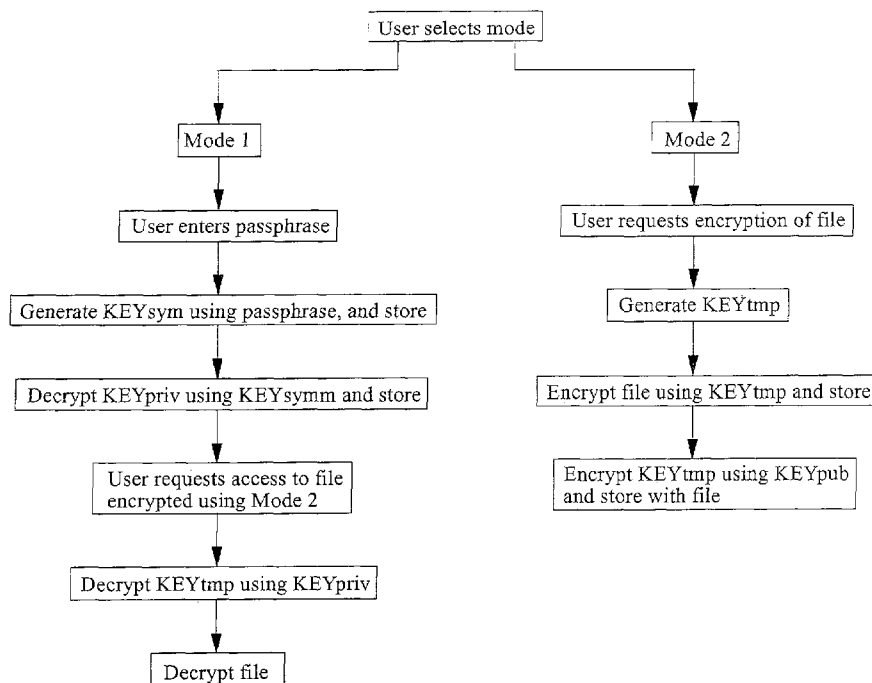 User selects mode
Mode 1
User enters passphrase
Generate KEYsym using passphrase, and store
Decrypt KEYpriv using KEYsymm and store
User requests access to file
encrypted using Mode 2
Decrypt KEYtmp using KEYpriv
Decrypt file
Mode 2
User requests encryption of file
Generate KEYtmp
Encrypt file using KEYtmp and store
Encrypt KEYtmp using KEYpub
and store with file